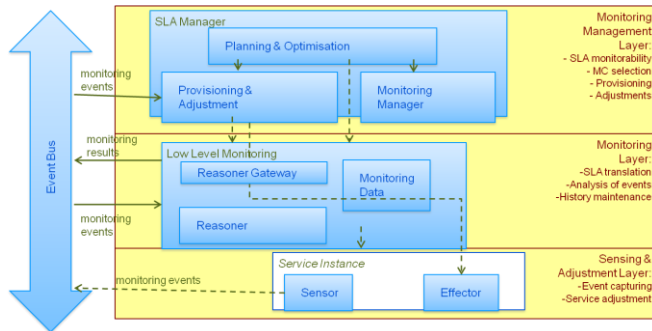 SLA Manager
Planning & Optimisation
Provisioning &
Adjustment
Monitoring
Manager
Monitoring
Management
Layer:
- SLA monitorability
- MC selection
- Provisioning
- Adjustments
monitoring
events
Event Bus
monitoring
results
Low Level Monitoring
Reasoner Gateway
Monitoring
Data
Reasoner
Monitoring
Layer:
-SLA translation
-Analysis of events
-History maintenance
monitoring
events
Service Instance
Sensor
Effector
Sensing &
Adjustment Layer:
- Event capturing
- Service adjustment
monitoring events